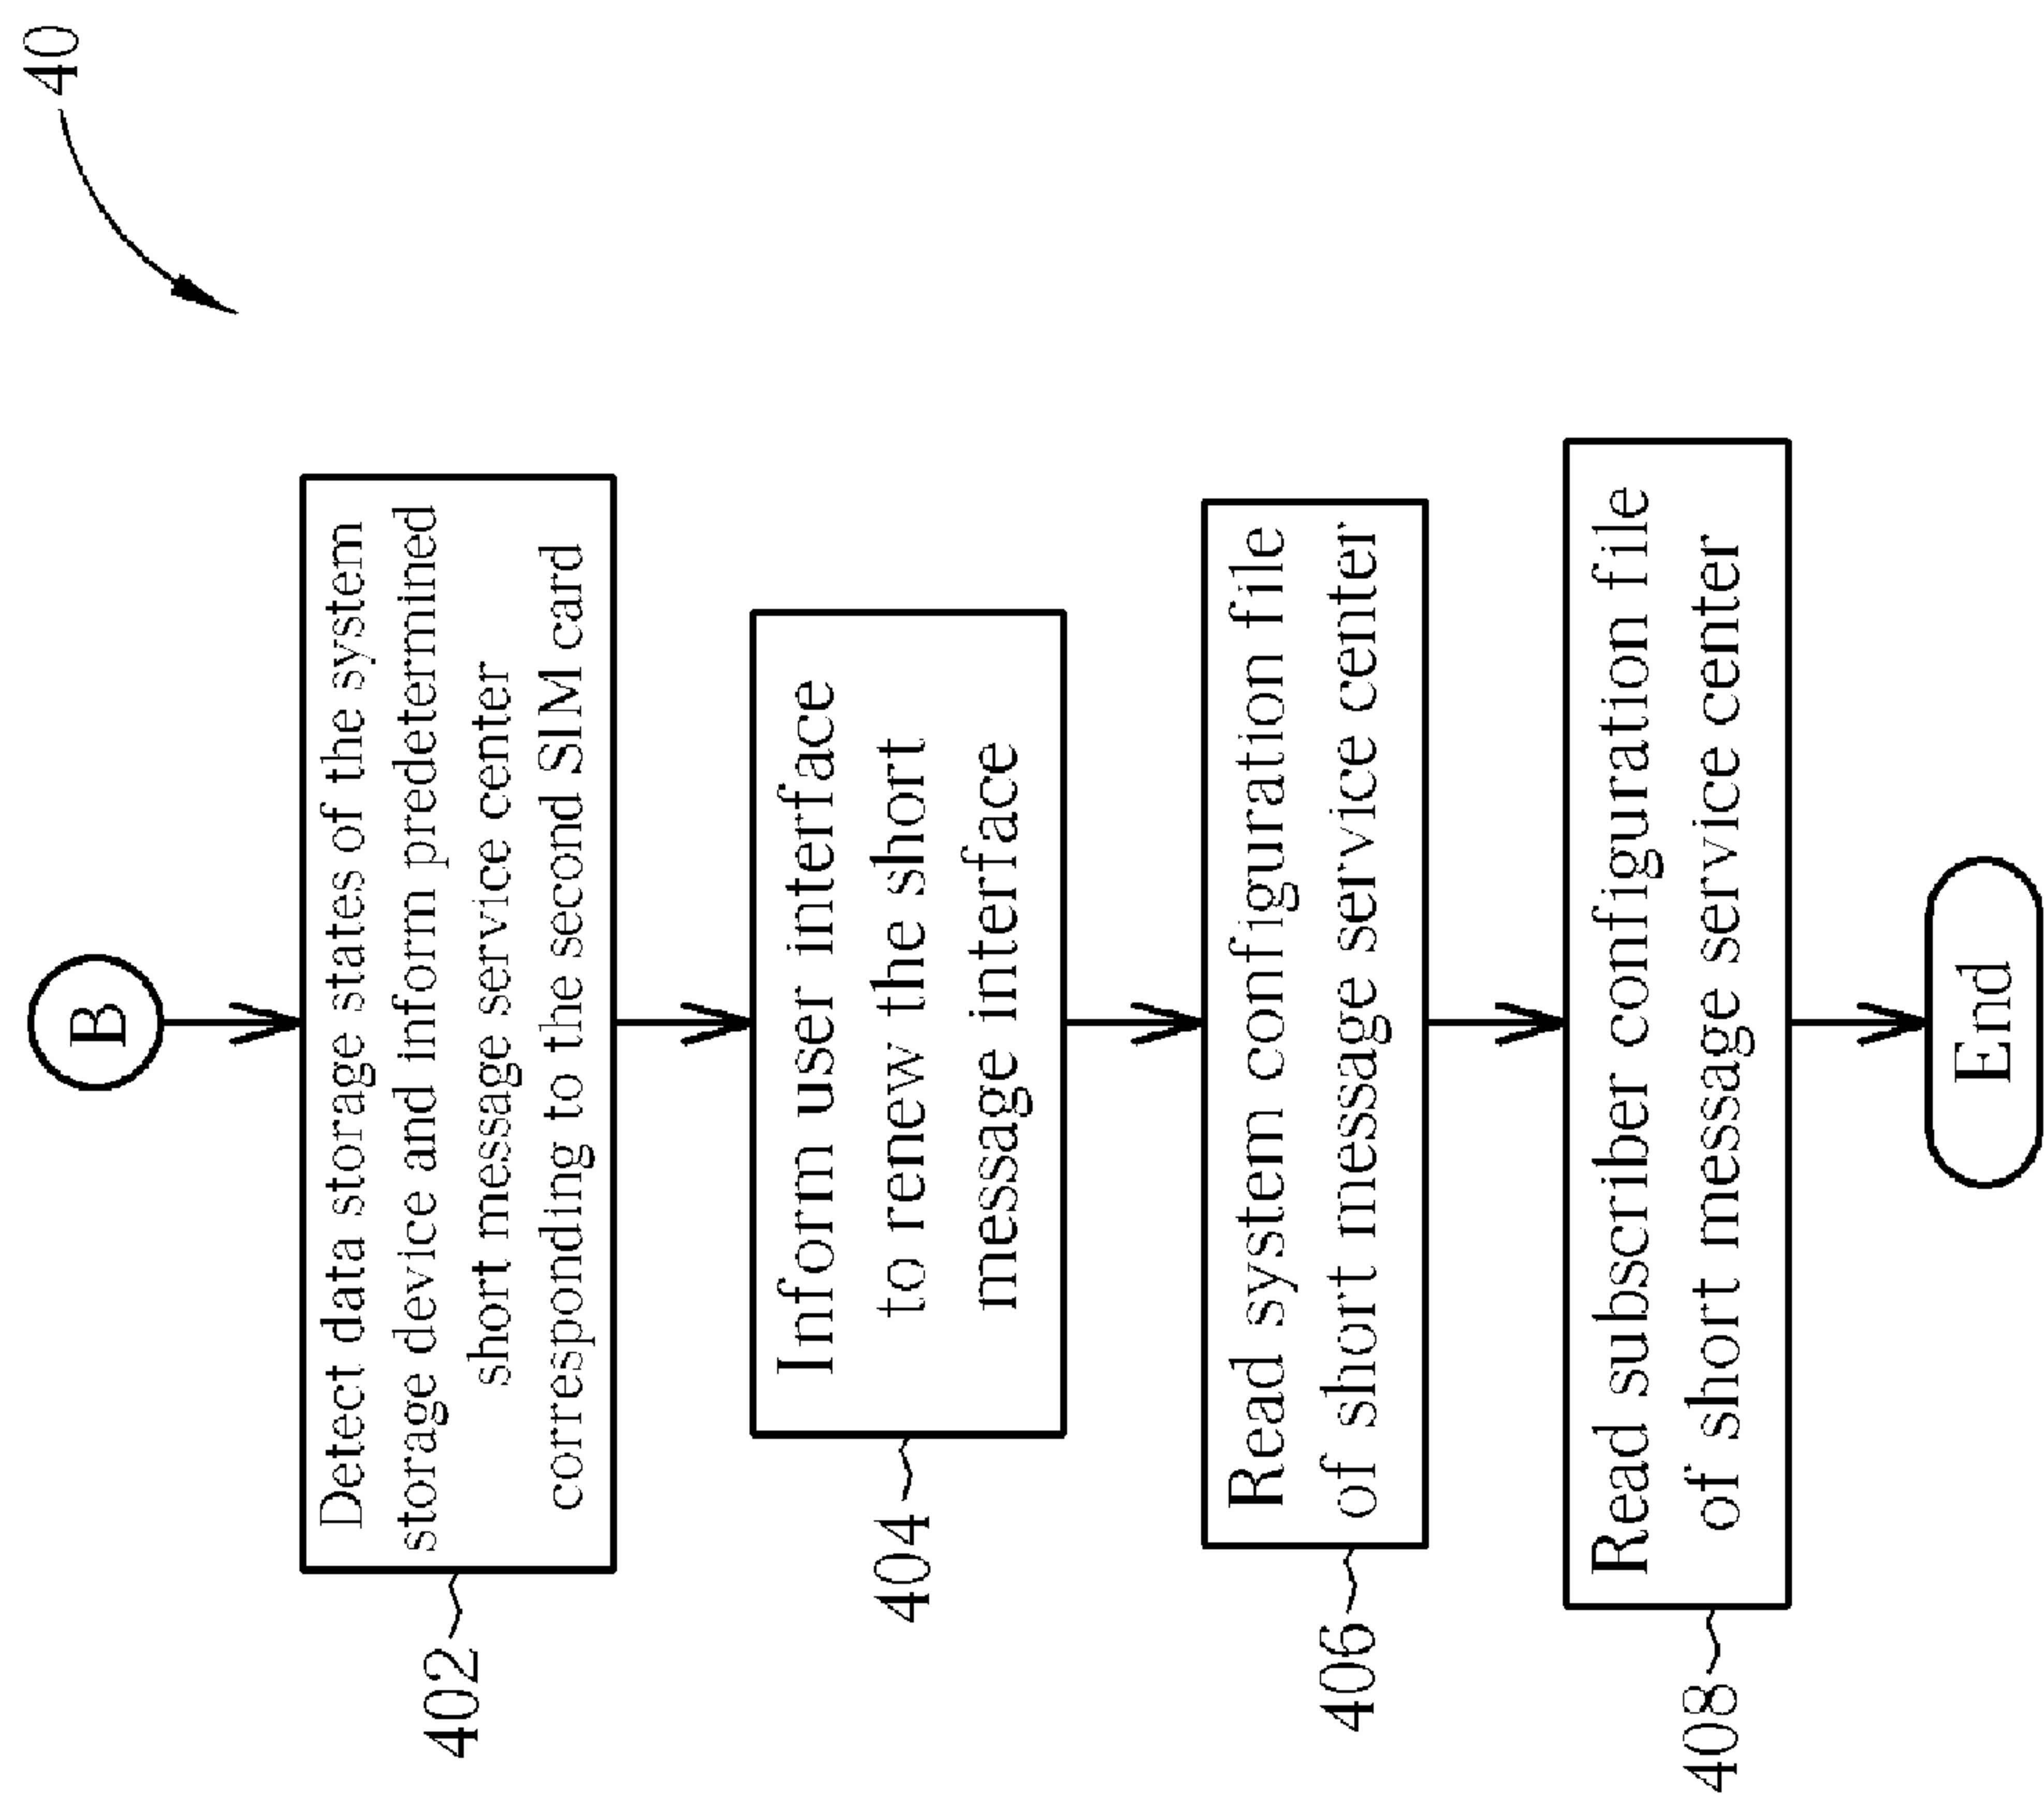 40
B
Detect data storage states of the system
storage device and inform predetermined
short message service center
corresponding to the second SIM card
402
Inform user interface
to renew the short
message interface
404
Read system configuration file
of short message service center
406
Read subscriber configuration file
of short message service center
408
End